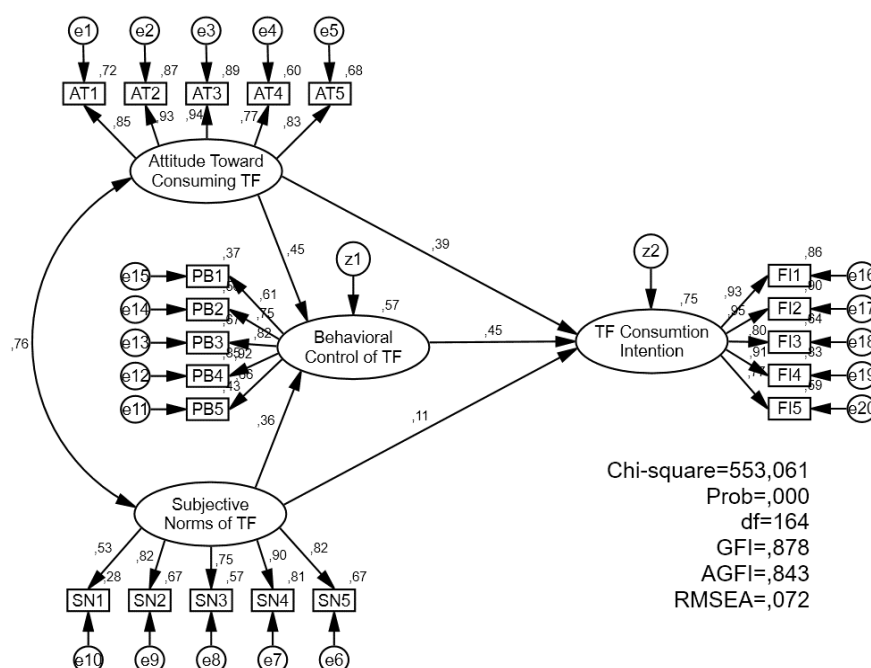 e1 e2 e3 e4 e5
,72 ,87 ,89 ,60 ,68
AT1 AT2 AT3 AT4 AT5
,85 ,93 ,94 ,77 ,83
Attitude Toward
Consuming TF
,76
,45
,39
e15 PB1 ,37
e14 PB2
e13 PB3 ,67
e12 PB4
e11 PB5 ,43
,61
,75
,82
,92
z1
,57
Behavioral
Control of TF
,45
,36
,11
z2
,75
TF Consumtion
Intention
,93
,95
,80
,91
,86
FI1 e16
,90
FI2 e17
,64
FI3 e18
,83
FI4 e19
,59
FI5 e20
Subjective
Norms of TF
,53 ,82 ,75 ,90 ,82
,28 ,67 ,57 ,81 ,67
SN1 SN2 SN3 SN4 SN5
e10 e9 e8 e7 e6
Chi-square=553,061
Prob=,000
df=164
GFI=,878
AGFI=,843
RMSEA=,072